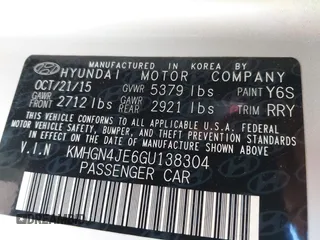 MANUFACTURED IN KOREA BY
HYUNDAI MOTOR COMPANY
OCT/21/15 GVWR 5379 lbs PAINT Y6S
GAWR FRONT 2712 lbs GAWR REAR 2921 lbs TRIM RRY
THIS VEHICLE CONFORMS TO ALL APPLICABLE U.S. FEDERAL MOTOR VEHICLE
SAFETY, BUMPER, AND THEFT PREVENTION STANDARDS IN EFFECT
ON THE DATE OF MANUFACTURE SHOWN ABOVE.
V.I.N KMHGN4JE6GU138304
PASSENGER CAR